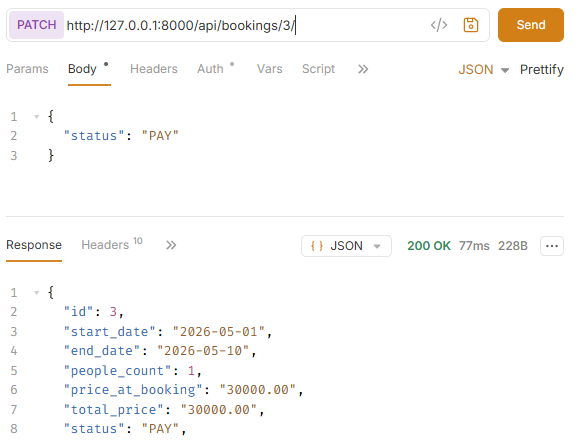 PATCH http://127.0.0.1:8000/api/bookings/3/ </> Send
Params Body Headers Auth Vars Script JSON Prettify
1 {
2 "status": "PAY"
3 }
Response Headers 10 { } JSON 200 OK 77ms 228B
1 {
2 "id": 3,
3 "start_date": "2026-05-01",
4 "end_date": "2026-05-10",
5 "people_count": 1,
6 "price_at_booking": "30000.00",
7 "total_price": "30000.00",
8 "status": "PAY",